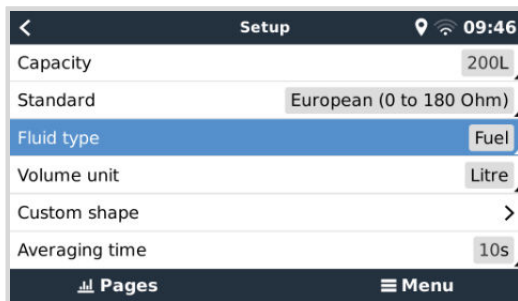 Setup 09:46
Capacity 200L
Standard European (0 to 180 Ohm)
Fluid type Fuel
Volume unit Litre
Custom shape
Averaging time 10s
Pages Menu